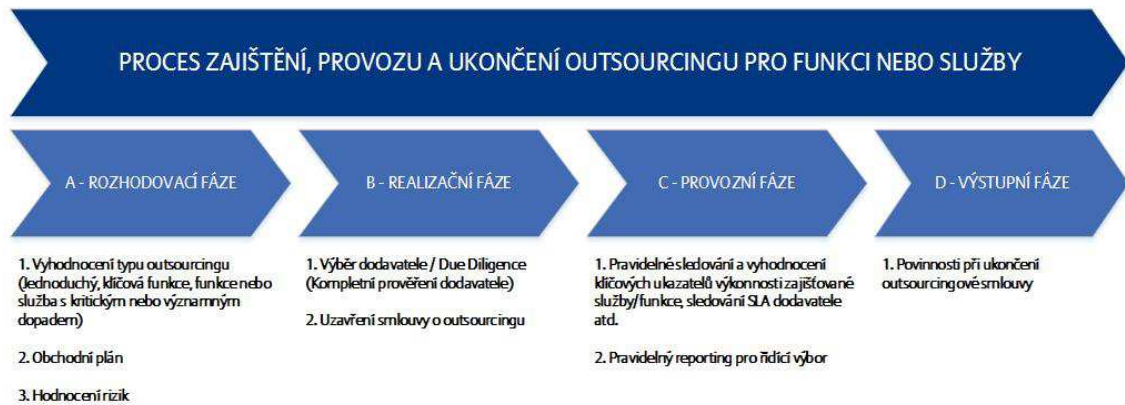 PROCES ZAJIŠTĚNÍ, PROVOZU A UKONČENÍ OUTSOURCINGU PRO FUNKCI NEBO SLUŽBY
A - ROZHODOVACÍ FÁZE
B - REALIZAČNÍ FÁZE
C - PROVOZNÍ FÁZE
D - VÝSTUPNÍ FÁZE
1. Vyhodnocení typu outsourcingu
(Jednoduchý, klíčová funkce, funkce nebo
služba s kritickým nebo významným
dopadem)
2. Obchodní plán
3. Hodnocení rizik
1. Výběr dodavatele / Due Diligence
(Kompletní prověření dodavatele)
2. Uzavření smlouvy o outsourcingu
1. Pravidelné sledování a vyhodnocení
klíčových ukazatelů výkonnosti zajišťované
služby/funkce, sledování SLA dodavatele
atd.
2. Pravidelný reporting pro řídící výbor
1. Povinnosti při ukončení
outsourcingové smlouvy